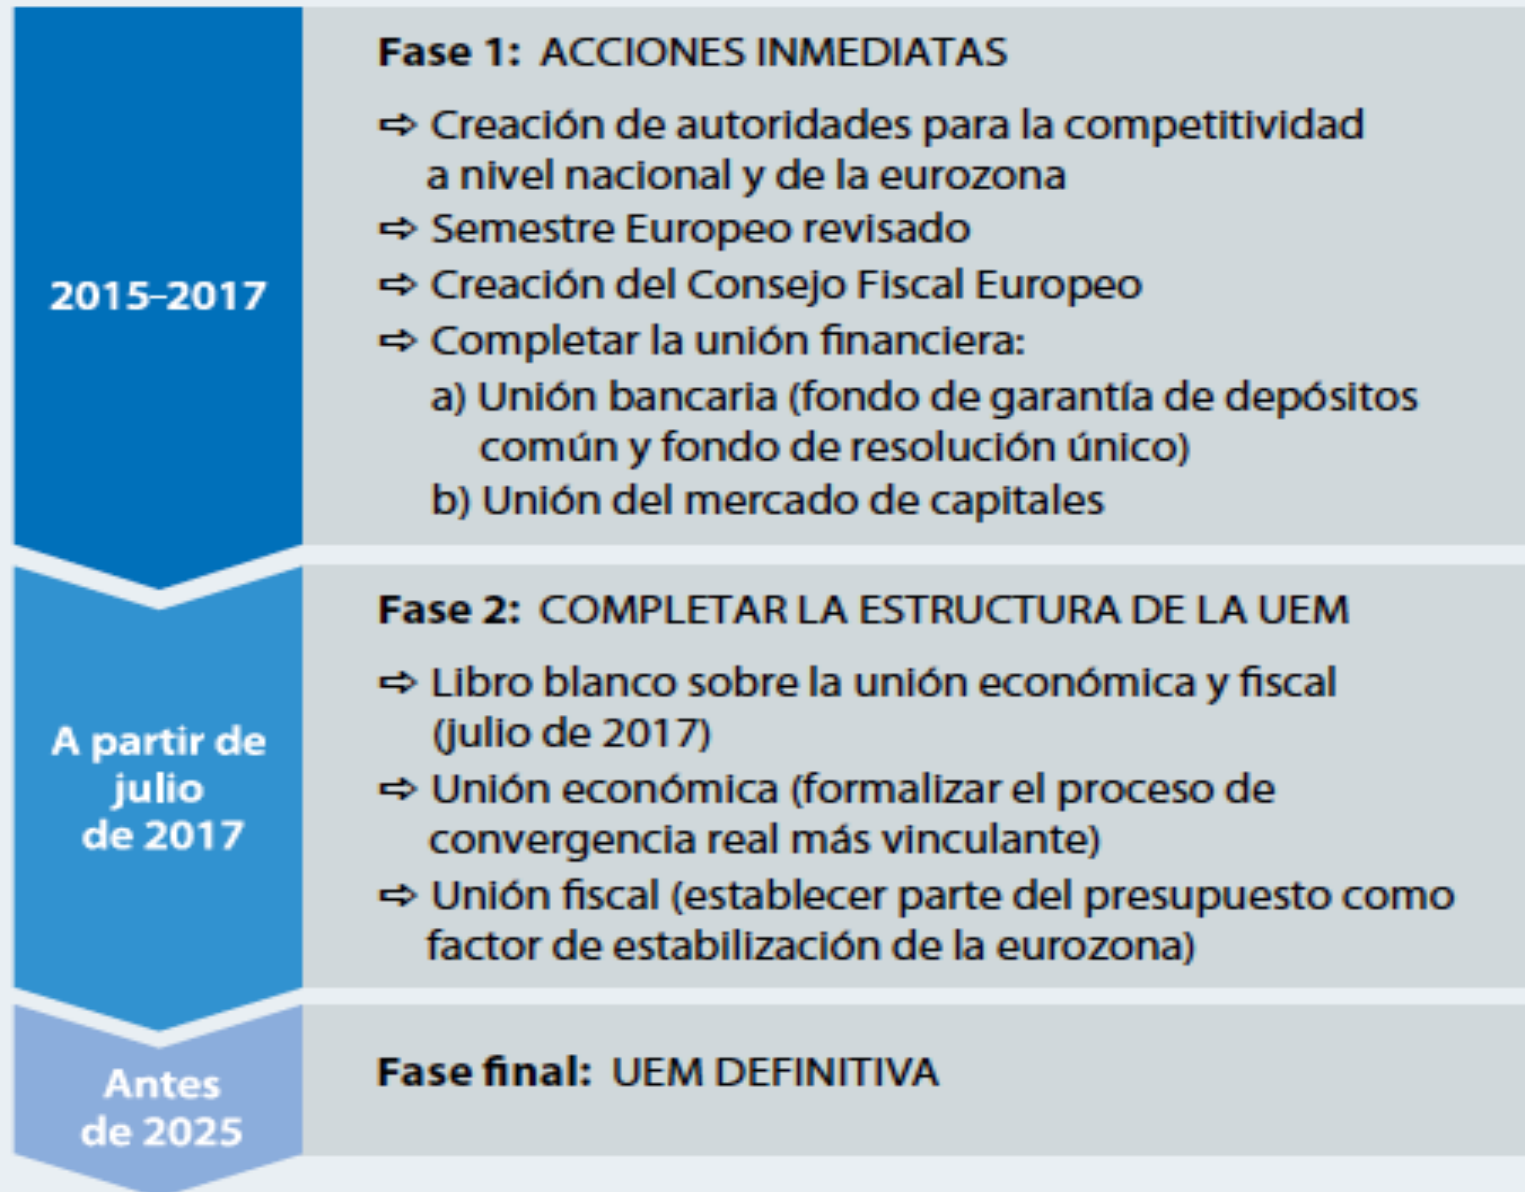 2015–2017
Fase 1: ACCIONES INMEDIATAS
⇨ Creación de autoridades para la competitividad
a nivel nacional y de la eurozona
⇨ Semestre Europeo revisado
⇨ Creación del Consejo Fiscal Europeo
⇨ Completar la unión financiera:
a) Unión bancaria (fondo de garantía de depósitos
común y fondo de resolución único)
b) Unión del mercado de capitales
A partir de
julio
de 2017
Fase 2: COMPLETAR LA ESTRUCTURA DE LA UEM
⇨ Libro blanco sobre la unión económica y fiscal
(julio de 2017)
⇨ Unión económica (formalizar el proceso de
convergencia real más vinculante)
⇨ Unión fiscal (establecer parte del presupuesto como
factor de estabilización de la eurozona)
Antes
de 2025
Fase final: UEM DEFINITIVA